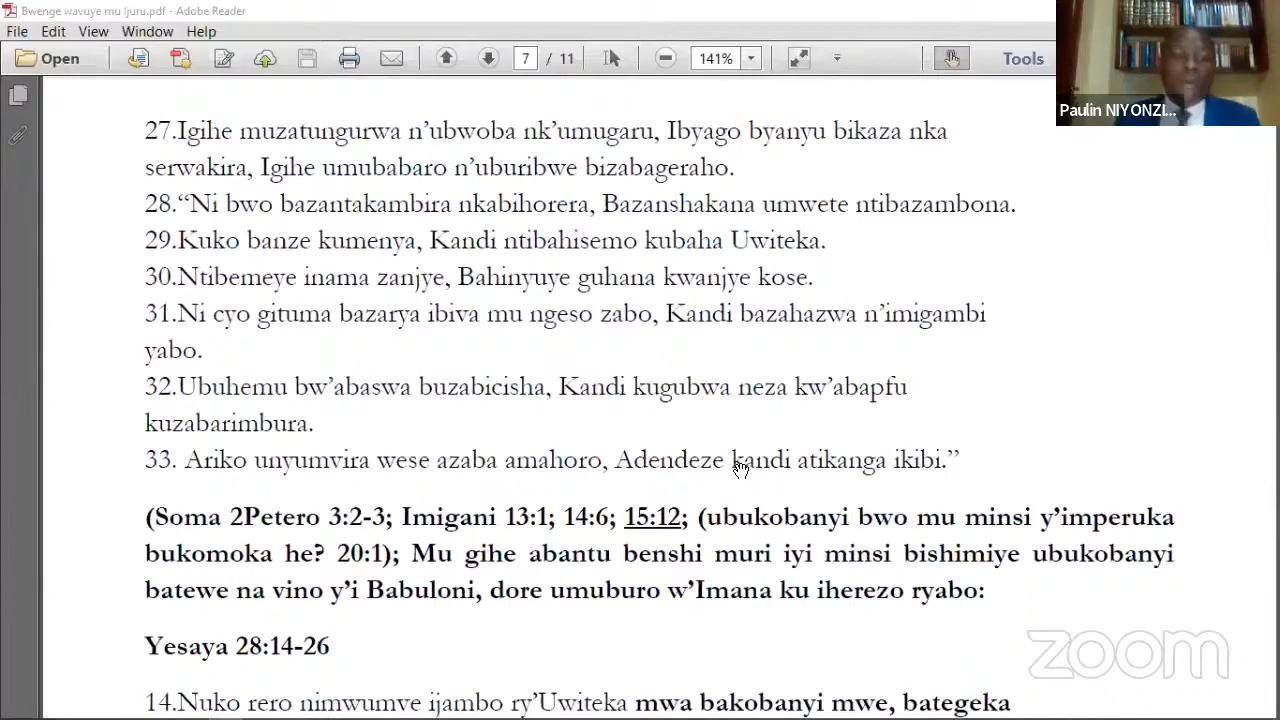 Bwenge wavuye mu Ijuru.pdf - Adobe Reader
File Edit View Window Help
Open 7 / 11 141% Tools
Paulin NIYONZI...
27.Igihe muzatungurwa n’ubwoba nk’umugaru, Ibyago byanyu bikaza nka
serwakira, Igihe umubabaro n’uburibwe bizabageraho.
28.“Ni bwo bazantakambira nkabihorera, Bazanshakana umwete ntibazambona.
29.Kuko banze kumenya, Kandi ntibahisemo kubaha Uwiteka.
30.Ntibemeye inama zanjye, Bahinyuye guhana kwanjye kose.
31.Ni cyo gituma bazarya ibiva mu ngeso zabo, Kandi bazahazwa n’imigambi
yabo.
32.Ubuhemu bw’abaswa buzabicisha, Kandi kugubwa neza kw’abapfu
kuzabarimbura.
33. Ariko unyumvira wese azaba amahoro, Adendeze kandi atikanga ikibi.”
(Soma 2Petero 3:2-3; Imigani 13:1; 14:6; 15:12; (ubukobanyi bwo mu minsi y’imperuka
bukomoka he? 20:1); Mu gihe abantu benshi muri iyi minsi bishimiye ubukobanyi
batewe na vino y’i Babuloni, dore umuburo w’Imana ku iherezo ryabo:
Yesaya 28:14-26
zoom
14.Nuko rero nimwumve ijambo ry’Uwiteka mwa bakobanyi mwe, bategeka